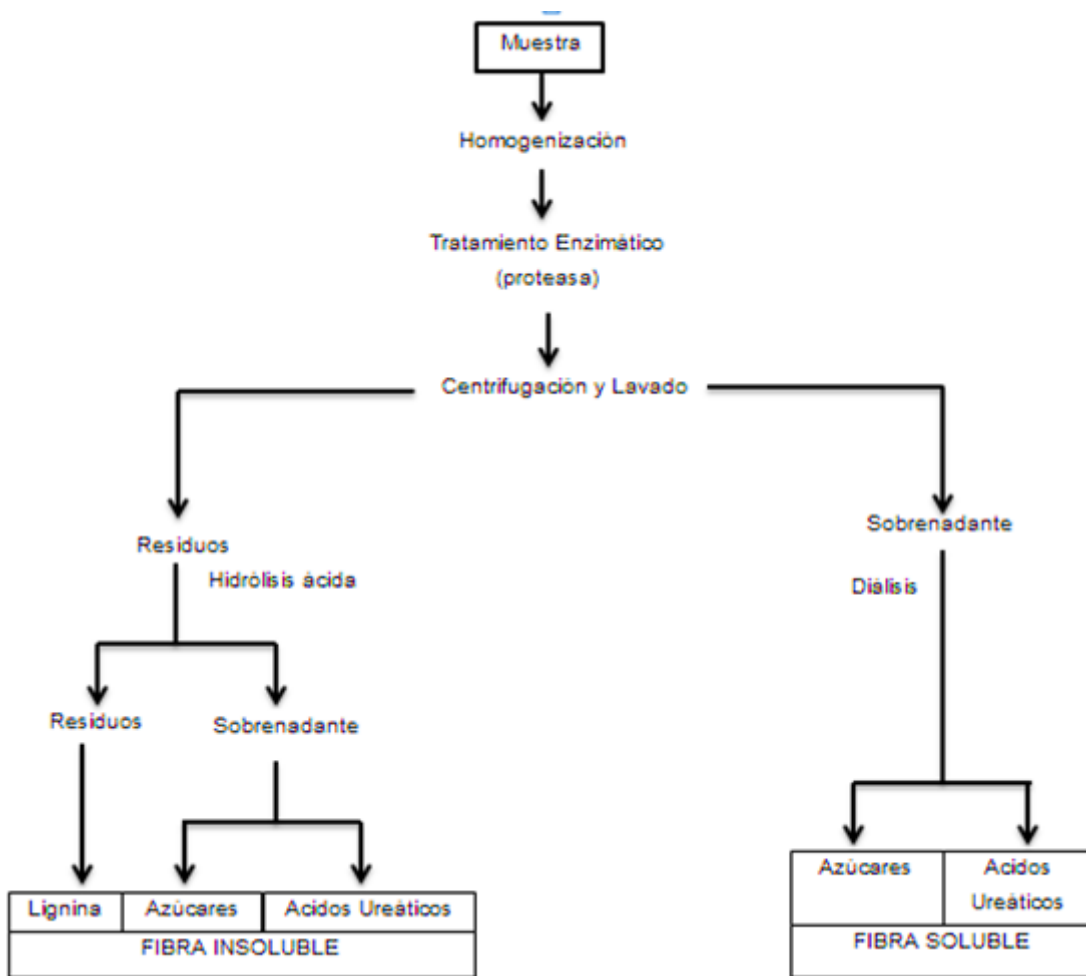 Muestra
Homogenización
Tratamiento Enzimático
(proteasa)
Centrifugación y Lavado
Residuos
Hidrólisis ácida
Sobrenadante
Diálisis
Residuos
Sobrenadante
Lignina
Azúcares
Acidos Ureáticos
FIBRA INSOLUBLE
Azúcares
Acidos
Ureáticos
FIBRA SOLUBLE